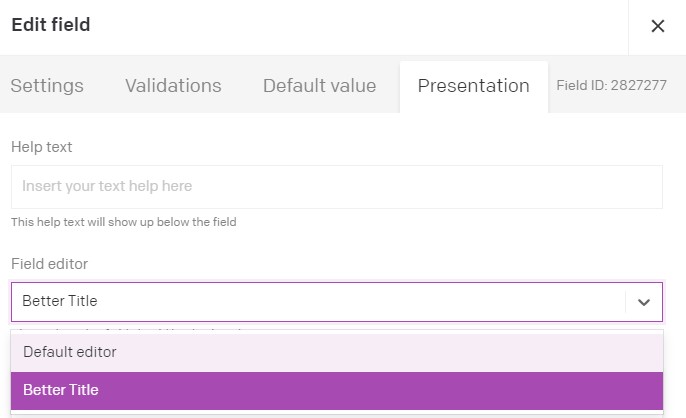 Edit field
Settings Validations Default value Presentation Field ID: 2827277
Help text
Insert your text help here
This help text will show up below the field
Field editor
Better Title
Default editor
Better Title